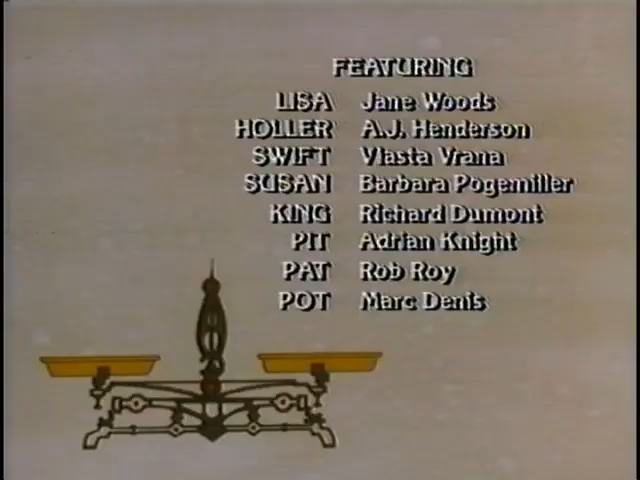 FEATURING
LISA Jane Woods
HOLLER A.J. Henderson
SWIFT Vlasta Vrana
SUSAN Barbara Pogemiller
KING Richard Dumont
PIT Adrian Knight
PAT Rob Roy
POT Marc Denis